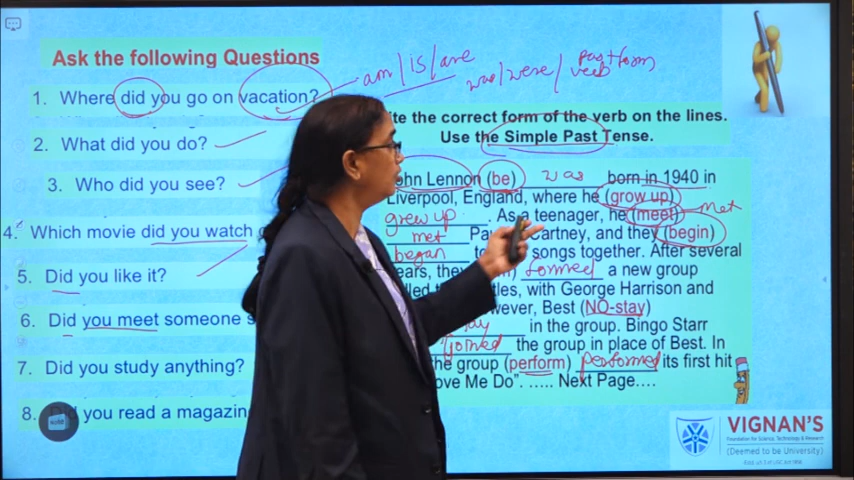 Ask the following Questions
am/is/are
was/were/ past form
verb
1. Where did you go on vacation?
2. What did you do?
3. Who did you see?
4. Which movie did you watch
5. Did you like it?
6. Did you meet someone
7. Did you study anything?
8. you read a
the correct form of the verb on the lines.
Use the Simple Past Tense.
Lennon (be) was born in 1940 in
Liverpool, England, where he (grow up)
grew up. As a teenager, he (meet) met
met and they (begin)
began songs together. After several
they formed a new group
with George Harrison and
Best (NO-stay)
in the group. Bingo Starr
joined the group in place of Best. In
the group (perform) performed its first hit
Me Do". ..... Next Page....
VIGNAN'S
Foundation for Science, Technology & Research
(Deemed to be University)